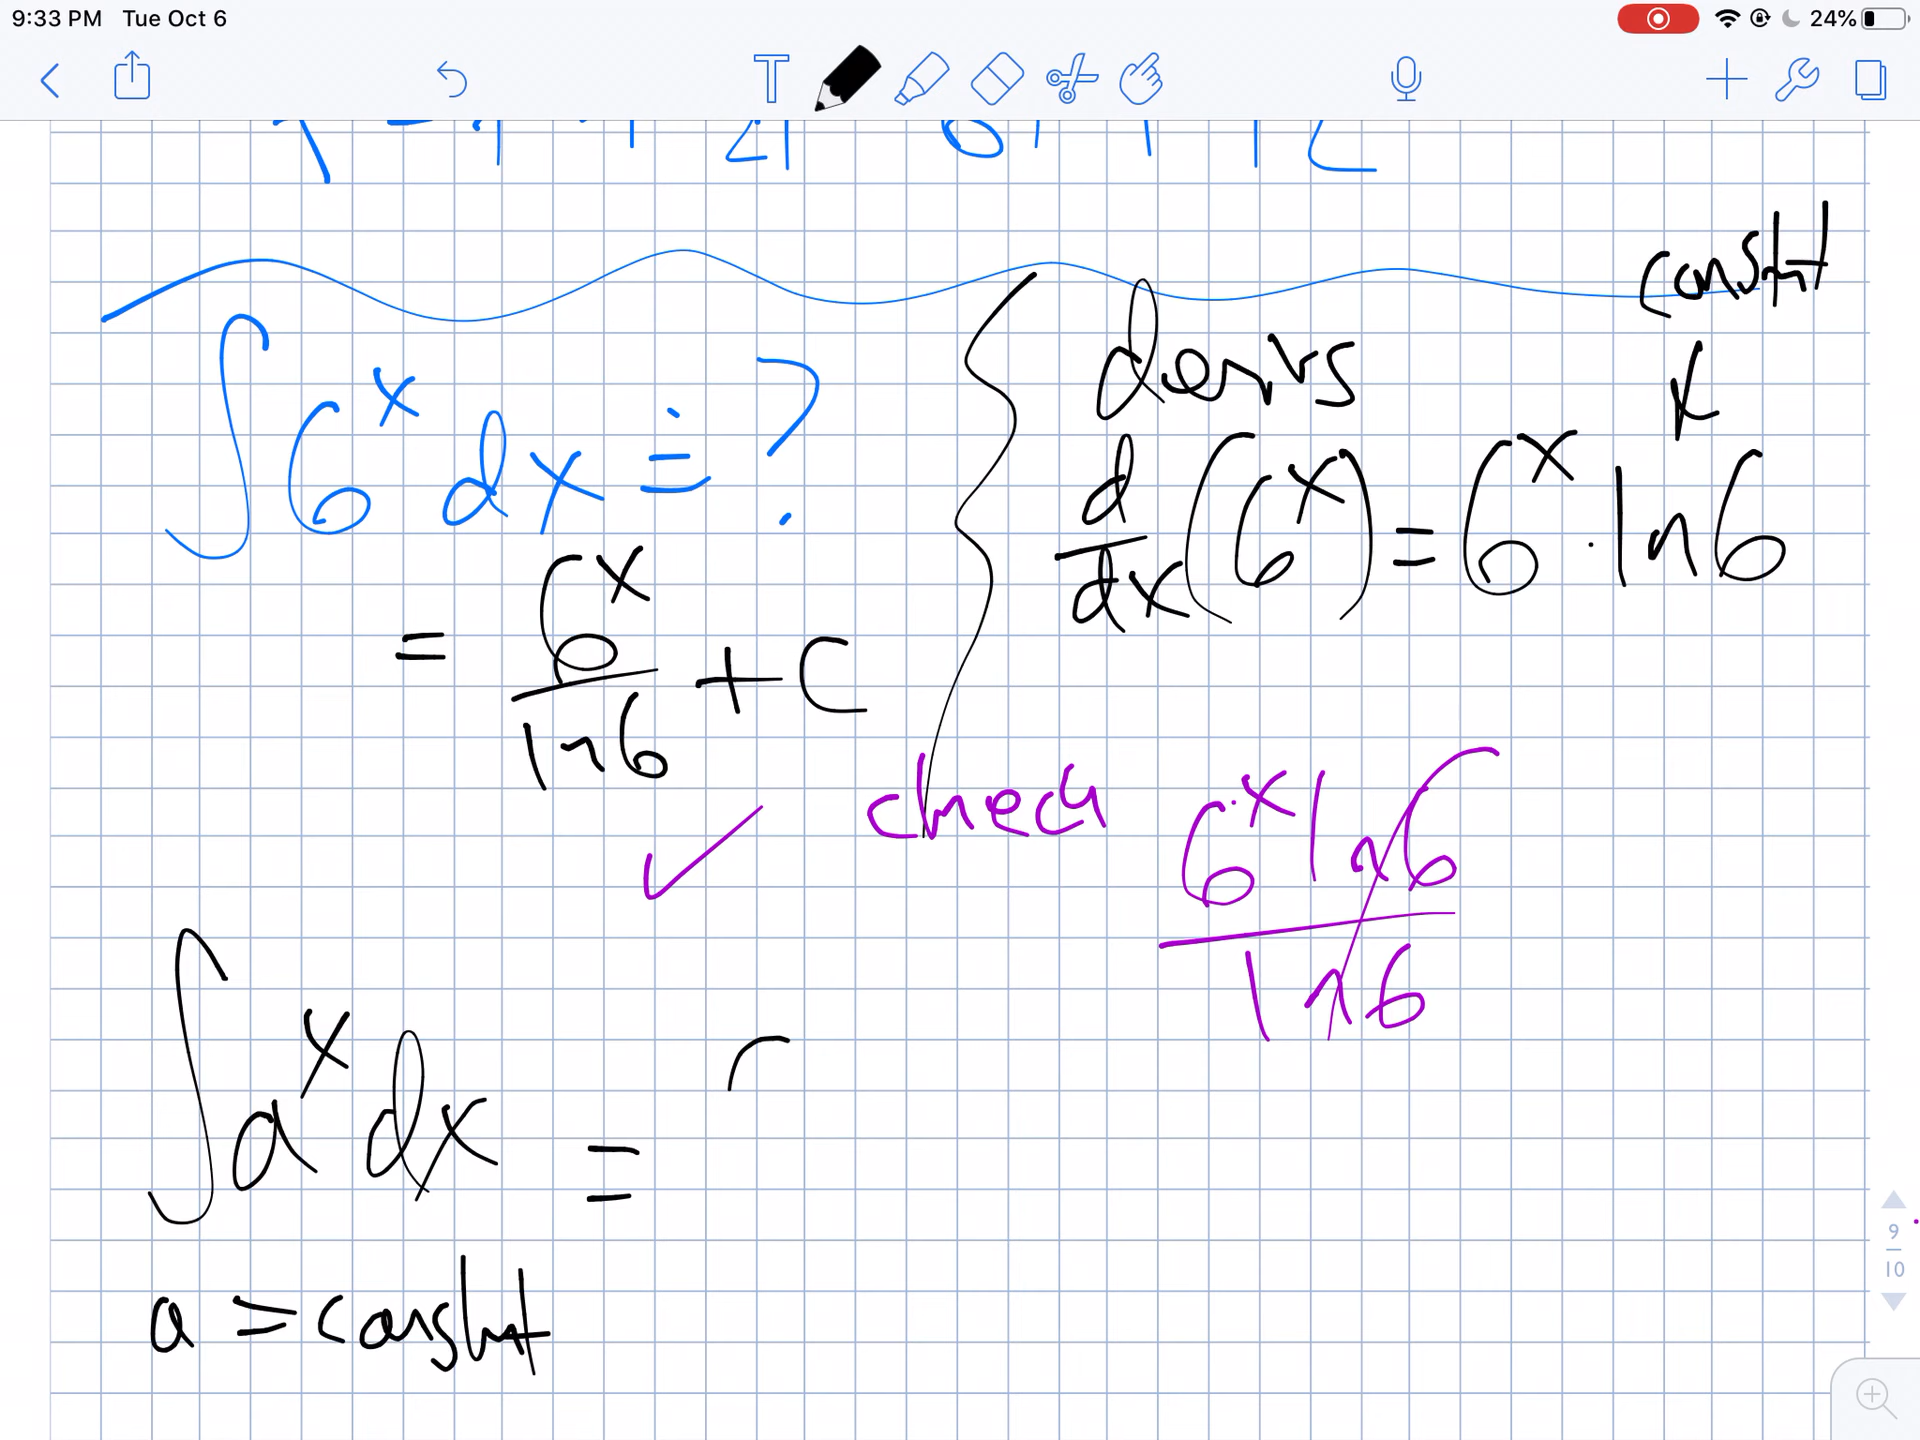 9:33 PM Tue Oct 6
24%
T
∫6^x dx = ?
= 6^x / ln6 + C
derivs
const
d/dx (6^x) = 6^x · ln6
check
6^x ln6 / ln6
∫a^x dx =
a = const
9
10